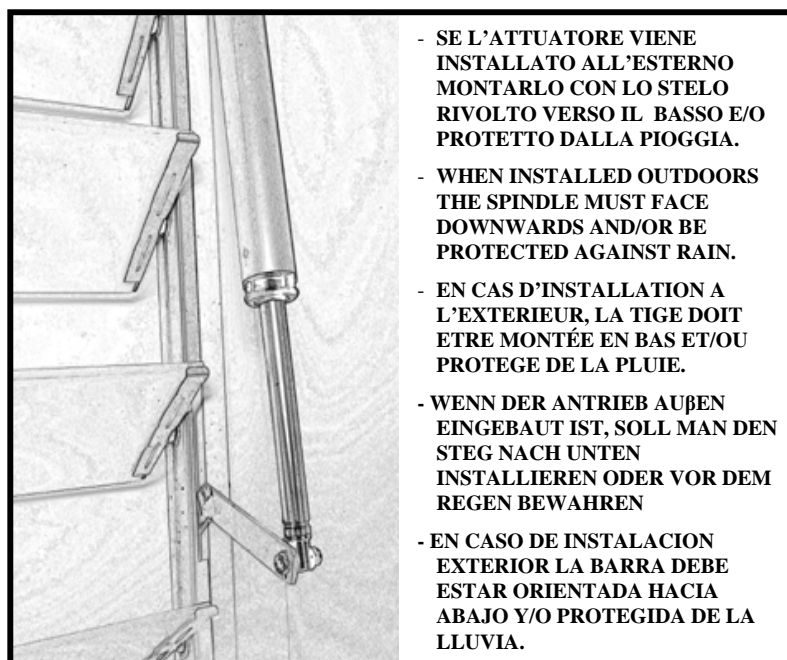 - SE L’ATTUATORE VIENE
INSTALLATO ALL’ESTERNO
MONTARLO CON LO STELO
RIVOLTO VERSO IL BASSO E/O
PROTETTO DALLA PIOGGIA.
- WHEN INSTALLED OUTDOORS
THE SPINDLE MUST FACE
DOWNWARDS AND/OR BE
PROTECTED AGAINST RAIN.
- EN CAS D’INSTALLATION A
L’EXTERIEUR, LA TIGE DOIT
ETRE MONTÉE EN BAS ET/OU
PROTEGE DE LA PLUIE.
- WENN DER ANTRIEB AUβEN
EINGEBAUT IST, SOLL MAN DEN
STEG NACH UNTEN
INSTALLIEREN ODER VOR DEM
REGEN BEWAHREN
- EN CASO DE INSTALACION
EXTERIOR LA BARRA DEBE
ESTAR ORIENTADA HACIA
ABAJO Y/O PROTEGIDA DE LA
LLUVIA.